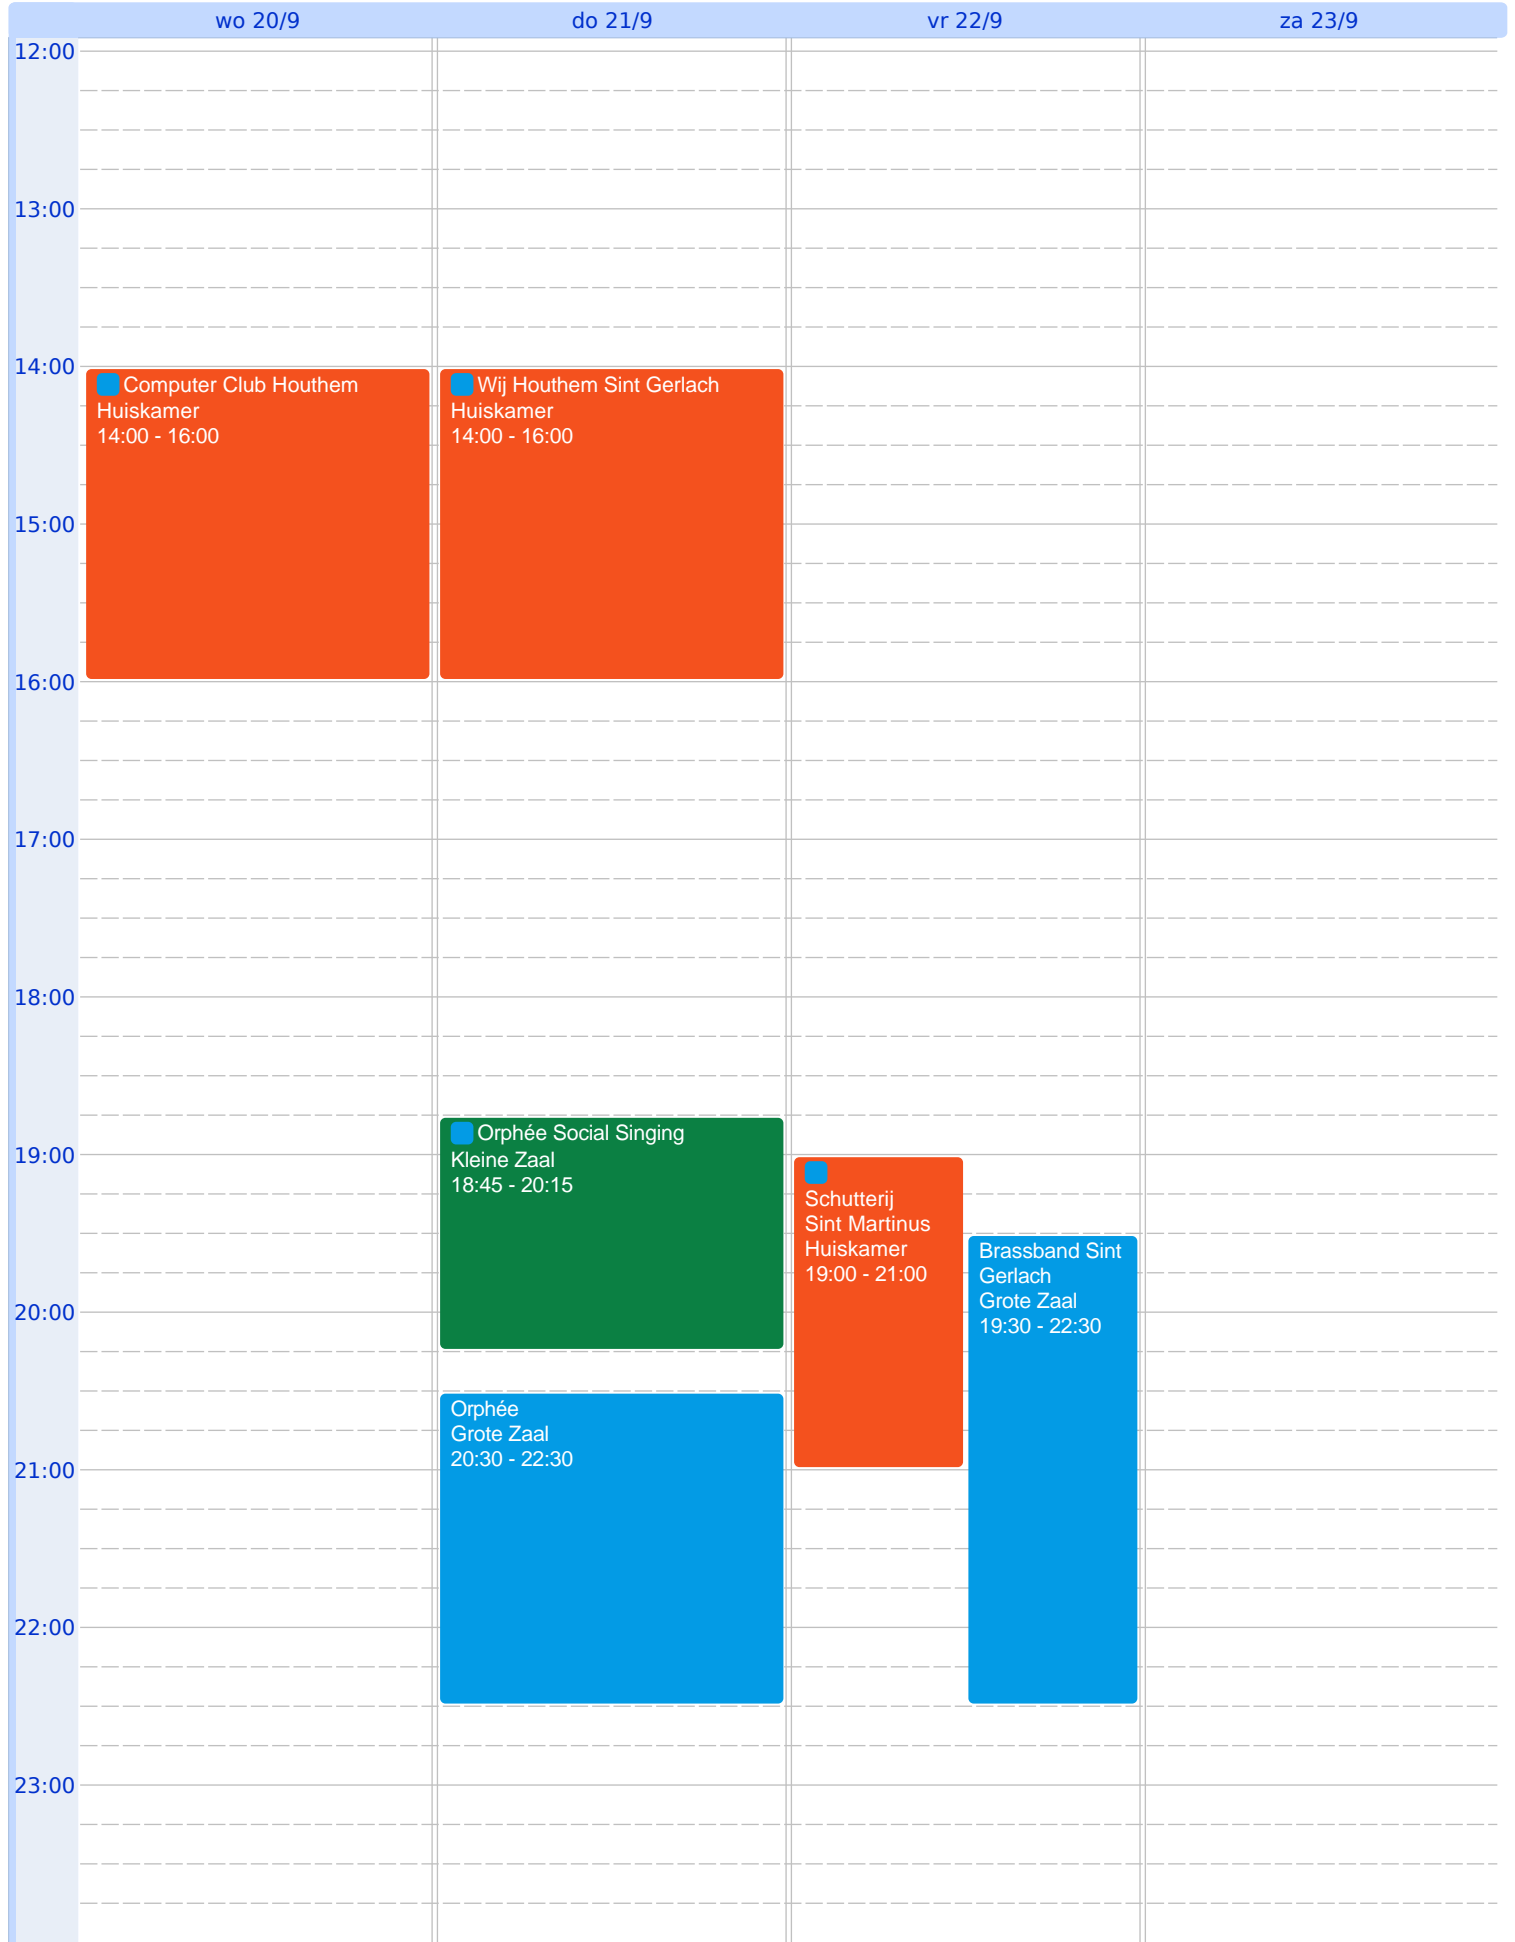 wo 20/9
do 21/9
vr 22/9
za 23/9
12:00
13:00
14:00
Computer Club Houthem
Huiskamer
14:00 - 16:00
Wij Houthem Sint Gerlach
Huiskamer
14:00 - 16:00
15:00
16:00
17:00
18:00
Orphée Social Singing
Kleine Zaal
18:45 - 20:15
19:00
Schutterij
Sint Martinus
Huiskamer
19:00 - 21:00
Brassband Sint
Gerlach
Grote Zaal
19:30 - 22:30
20:00
Orphée
Grote Zaal
20:30 - 22:30
21:00
22:00
23:00